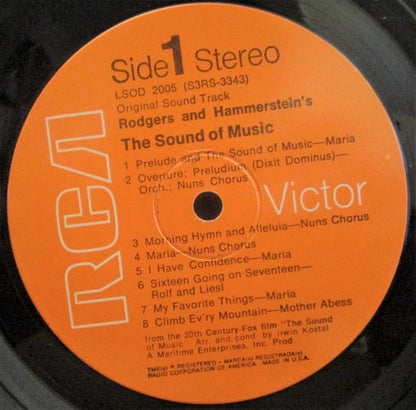 Side 1 Stereo
LSOD 2005 (S3RS-3343)
Original Sound Track
Rodgers and Hammerstein's
The Sound of Music
1 Prelude and The Sound of Music—Maria
2 Overture; Preludium (Dixit Dominus)—
Orch.; Nuns Chorus
RCA
Victor
3 Morning Hymn and Alleluia—Nuns Chorus
4 Maria—Nuns Chorus
5 I Have Confidence—Maria
6 Sixteen Going on Seventeen—
Rolf and Liesl
7 My Favorite Things—Maria
8 Climb Ev'ry Mountain—Mother Abess
from the 20th Century-Fox film "The Sound
of Music" Arr. and cond. by Irwin Kostal
A Maritime Enterprises, Inc. Prod.
TMK(s) ® REGISTERED • MARCA(s) REGISTRADA(s)
RADIO CORPORATION OF AMERICA-MADE IN U.S.A.